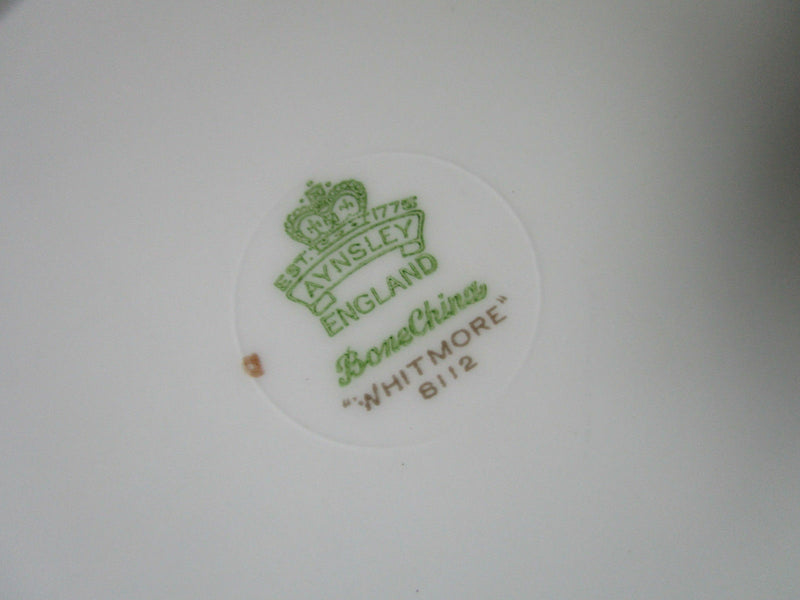 EST. 1775
AYNSLEY
ENGLAND
Bone China
"WHITMORE"
8112